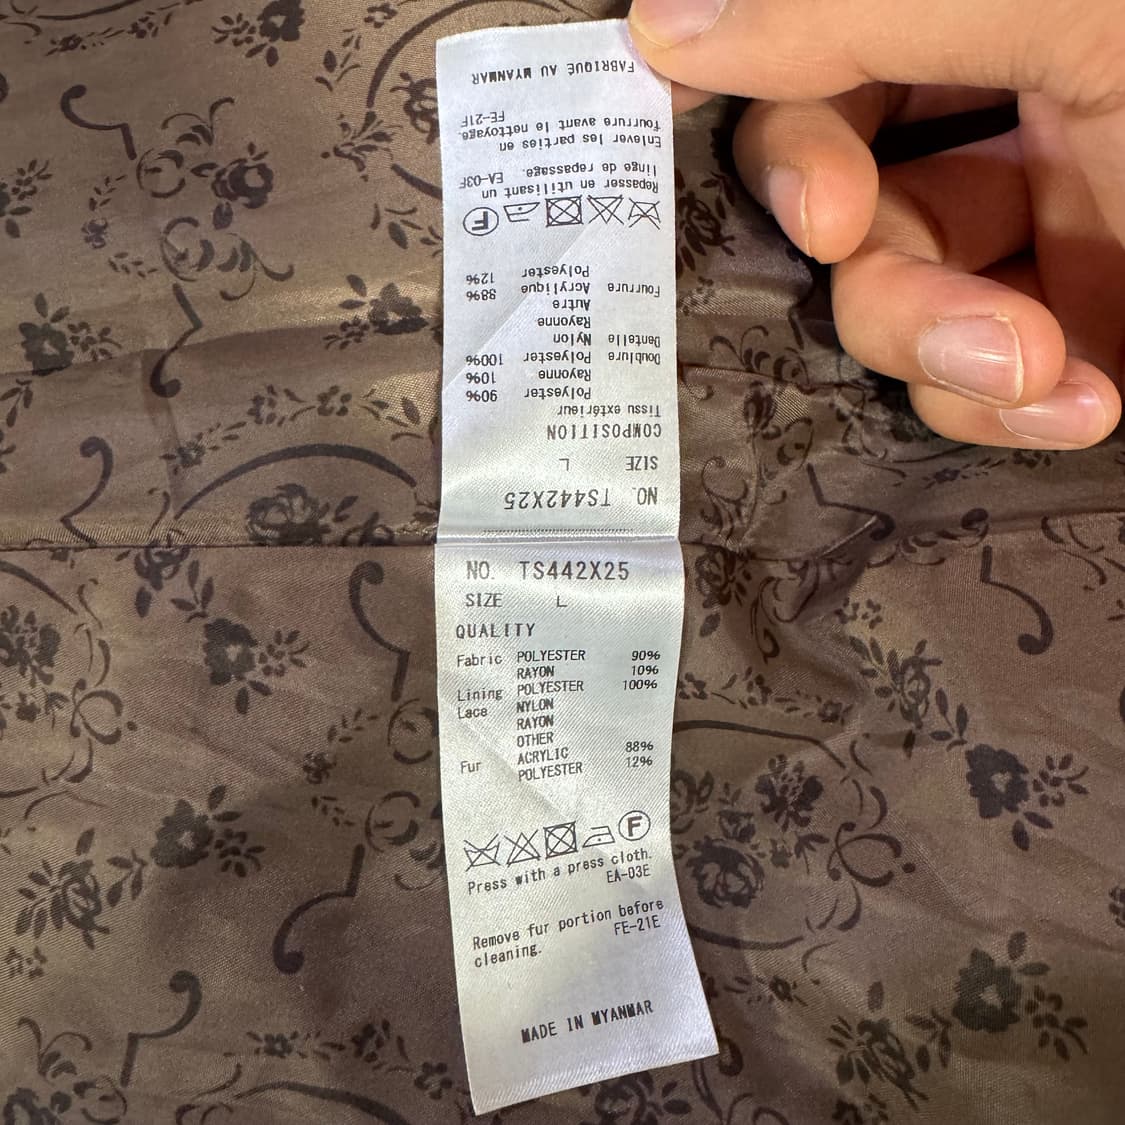 FABRIQUÉ AU MYANMAR
FE-21F
fourrure avant le nettoyage.
Enlever les parties en
linge de repassage. EA-03F
Repasser en utilisant un
F
Polyester 12%
Fourrure Acrylique 88%
Autre
Rayonne
Dentelle Nylon
Doublure Polyester 100%
Rayonne 10%
Polyester 90%
Tissu extérieur
COMPOSITION
SIZE L
NO. TS442X25
NO. TS442X25
SIZE L
QUALITY
Fabric POLYESTER 90%
RAYON 10%
Lining POLYESTER 100%
Lace NYLON
RAYON
OTHER
Fur ACRYLIC 88%
POLYESTER 12%
F
Press with a press cloth.
EA-03E
Remove fur portion before
cleaning. FE-21E
MADE IN MYANMAR